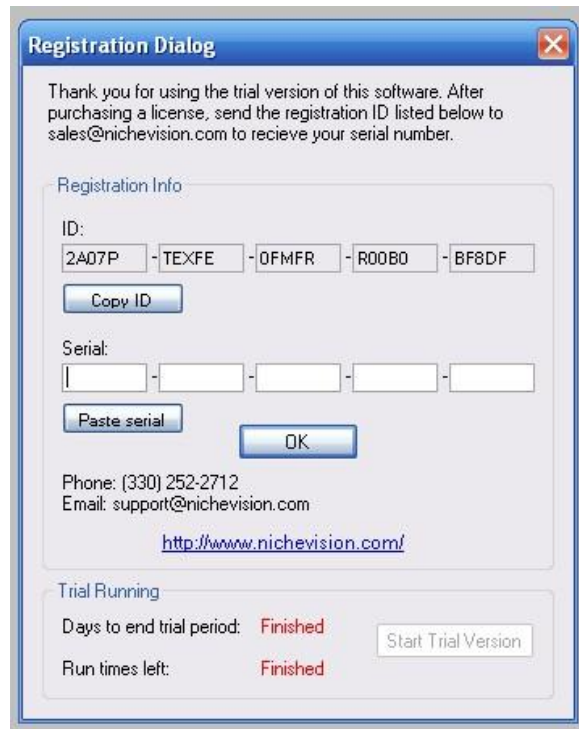 Registration Dialog
Thank you for using the trial version of this software. After
purchasing a license, send the registration ID listed below to
sales@nichevision.com to recieve your serial number.
Registration Info
ID:
2A07P - TEXFE - 0FMFR - R00B0 - BF8DF
Copy ID
Serial:
- - - -
Paste serial
OK
Phone: (330) 252-2712
Email: support@nichevision.com
http://www.nichevision.com/
Trial Running
Days to end trial period: Finished
Start Trial Version
Run times left: Finished